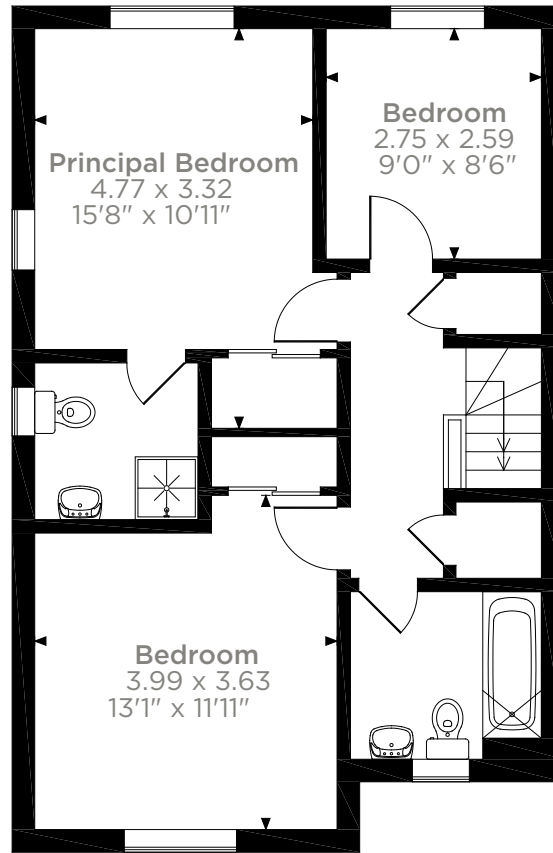 Principal Bedroom
4.77 x 3.32
15'8" x 10'11"
Bedroom
2.75 x 2.59
9'0" x 8'6"
Bedroom
3.99 x 3.63
13'1" x 11'11"